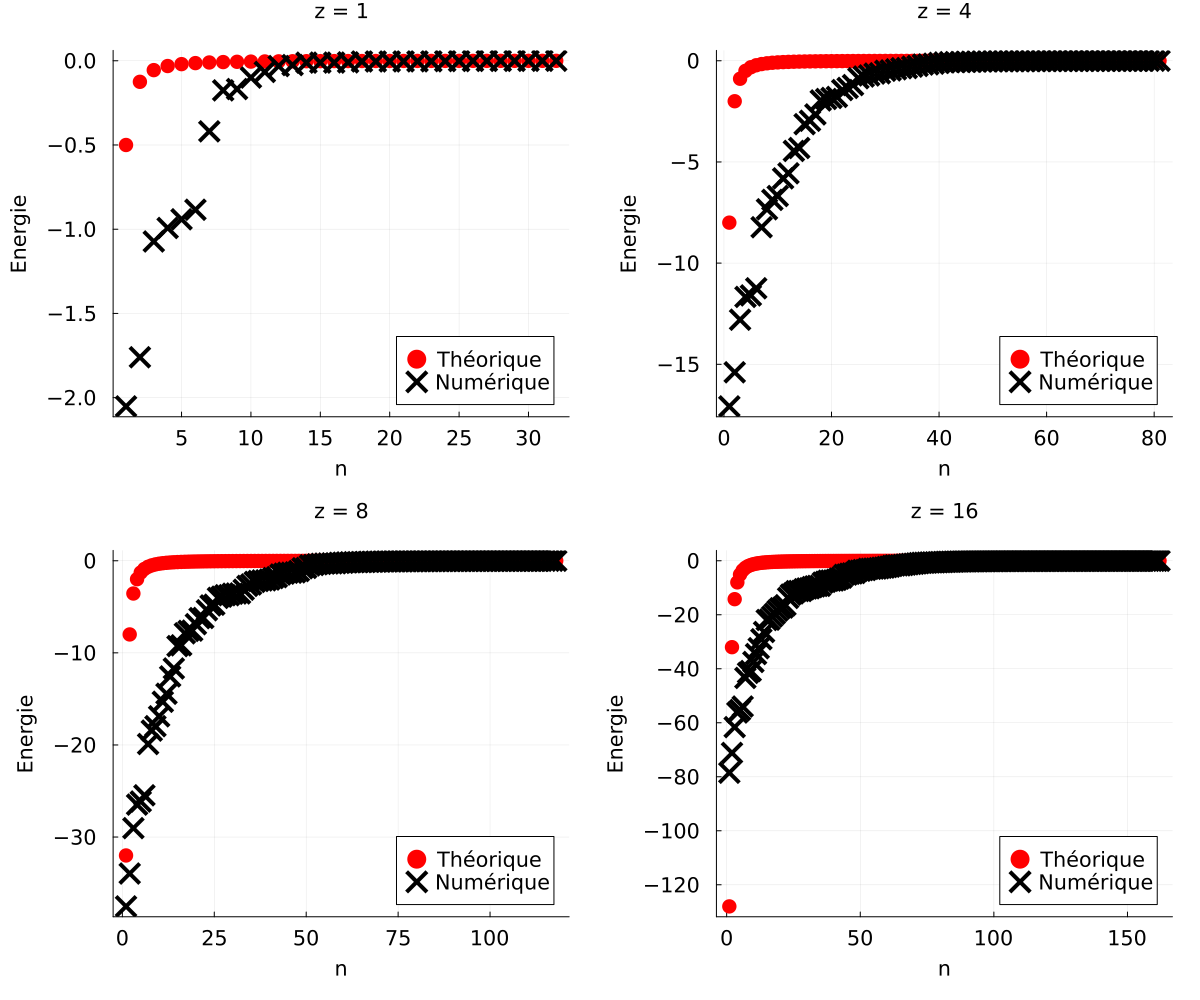 z = 1
0.0
−0.5
−1.0
−1.5
−2.0
Energie
5
10
15
20
25
30
n
Théorique
Numérique
z = 4
0
−5
−10
−15
Energie
0
20
40
60
80
n
Théorique
Numérique
z = 8
0
−10
−20
−30
Energie
0
25
50
75
100
n
Théorique
Numérique
z = 16
0
−20
−40
−60
−80
−100
−120
Energie
0
50
100
150
n
Théorique
Numérique